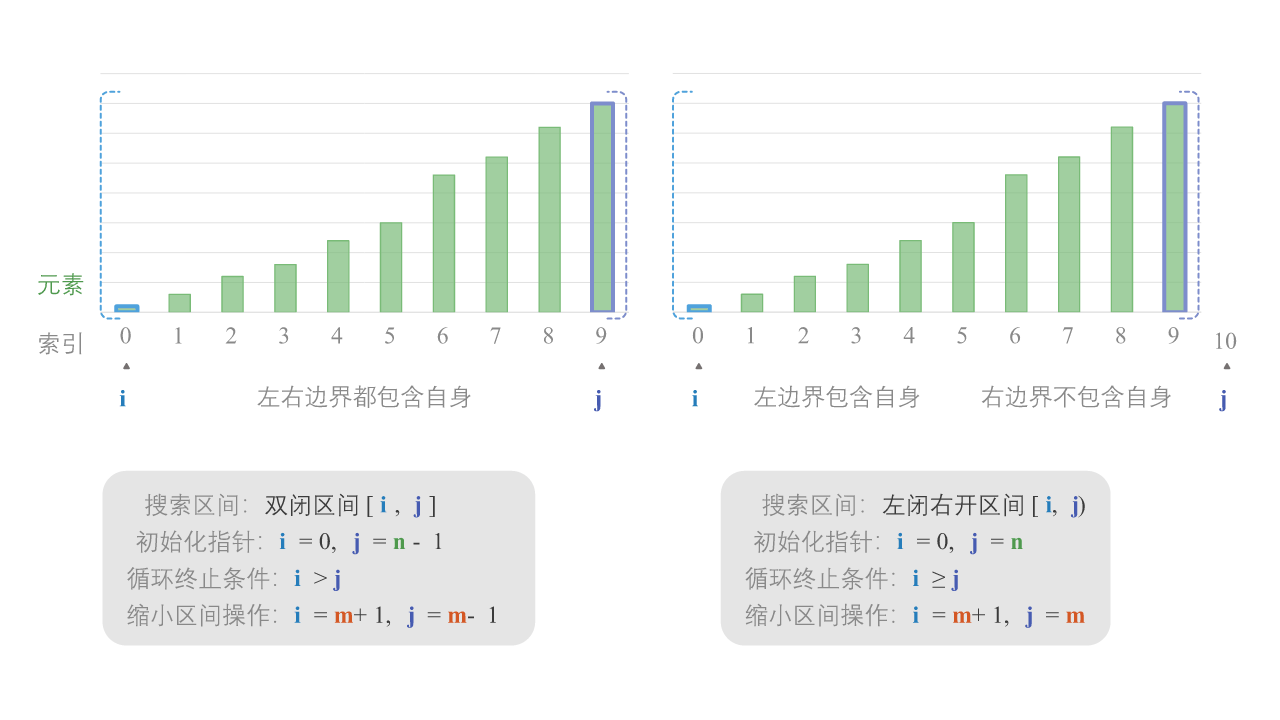 元素
索引
0 1 2 3 4 5 6 7 8 9
i j
左右边界都包含自身
0 1 2 3 4 5 6 7 8 9 10
i j
左边界包含自身 右边界不包含自身
搜索区间: 双闭区间 [ i , j ]
初始化指针: i = 0, j = n - 1
循环终止条件: i > j
缩小区间操作: i = m + 1, j = m - 1
搜索区间: 左闭右开区间 [ i, j)
初始化指针: i = 0, j = n
循环终止条件: i ≥ j
缩小区间操作: i = m + 1, j = m